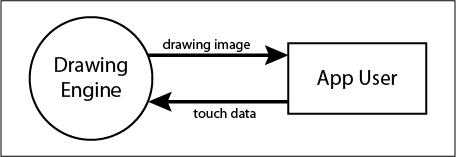 Drawing
Engine
drawing image
App User
touch data